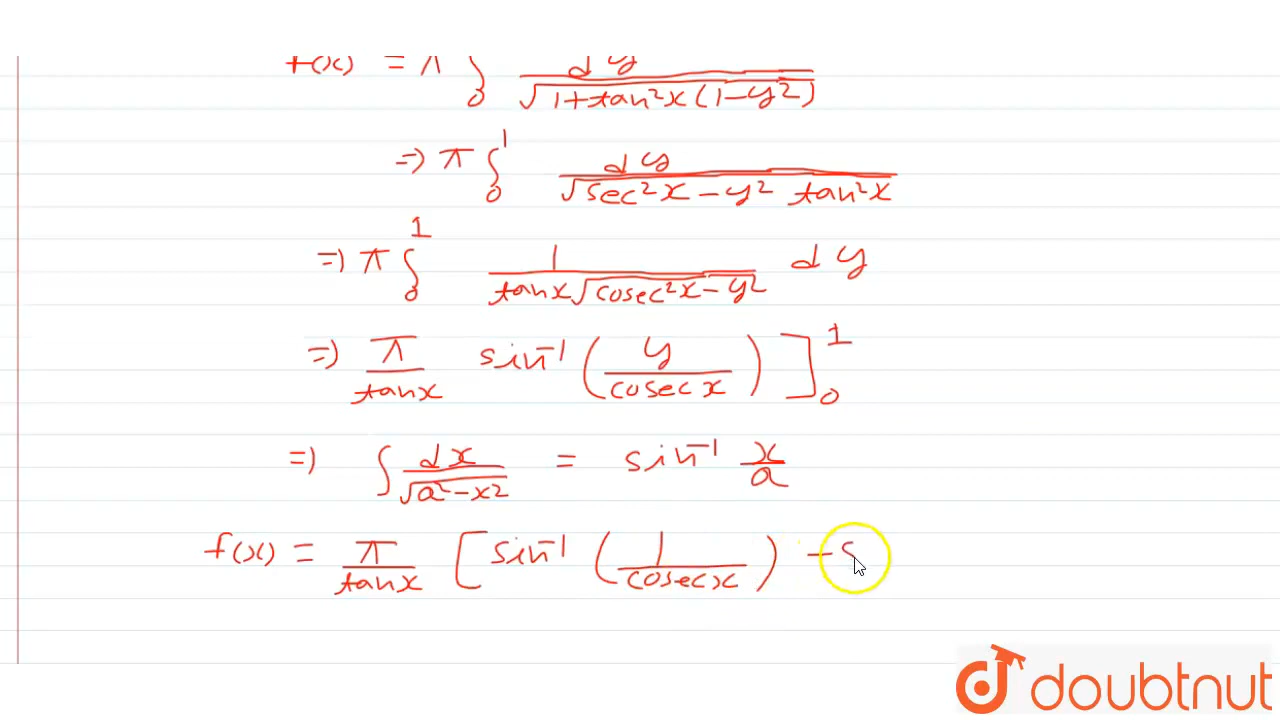 f(x) = π ∫₀ dy / √(1+tan²x(1−y²))
=> π ∫₀¹ dy / √(sec²x − y² tan²x)
=> π ∫₀¹ 1 / (tanx √(cosec²x − y²)) dy
=> π/tanx sin⁻¹ (y/cosec x) ]₀¹
=> ∫ dx/√(a²−x²) = sin⁻¹ x/a
f(x) = π/tanx [ sin⁻¹ (1/cosecx) − s
doubtnut